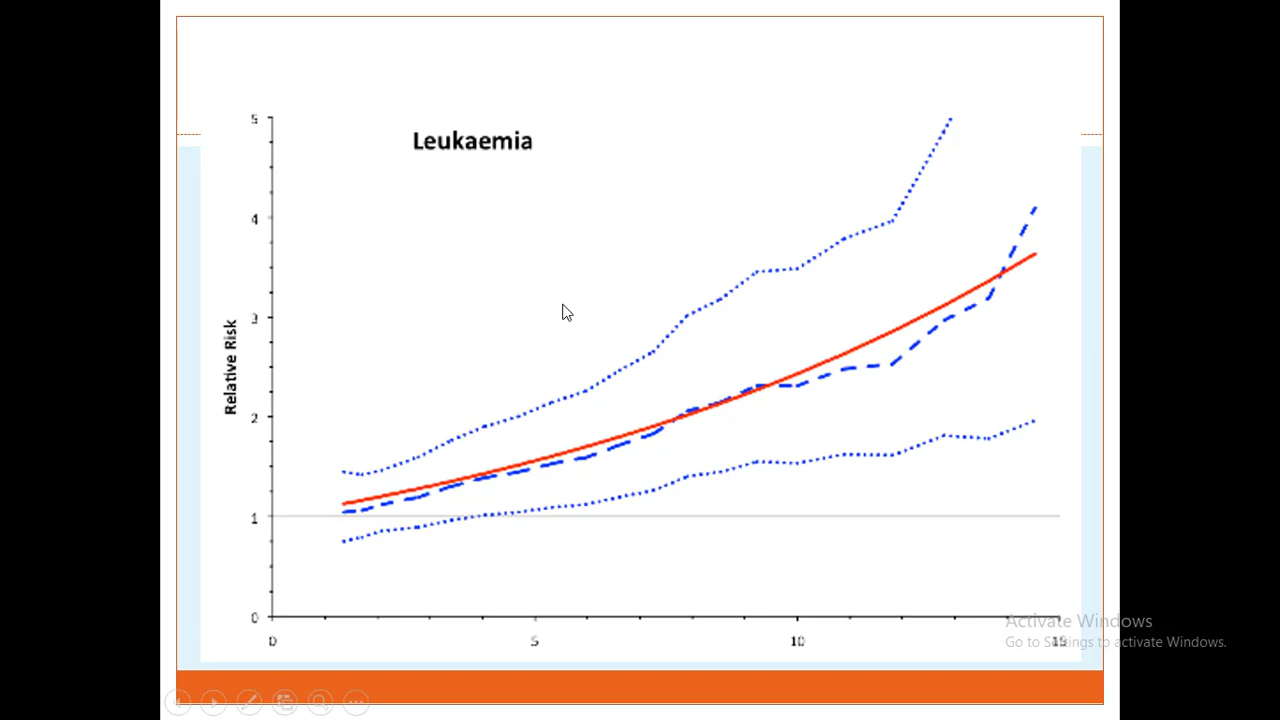 Leukaemia
5
4
3
2
1
0
Relative Risk
0 5 10 15
Activate Windows
Go to Settings to activate Windows.